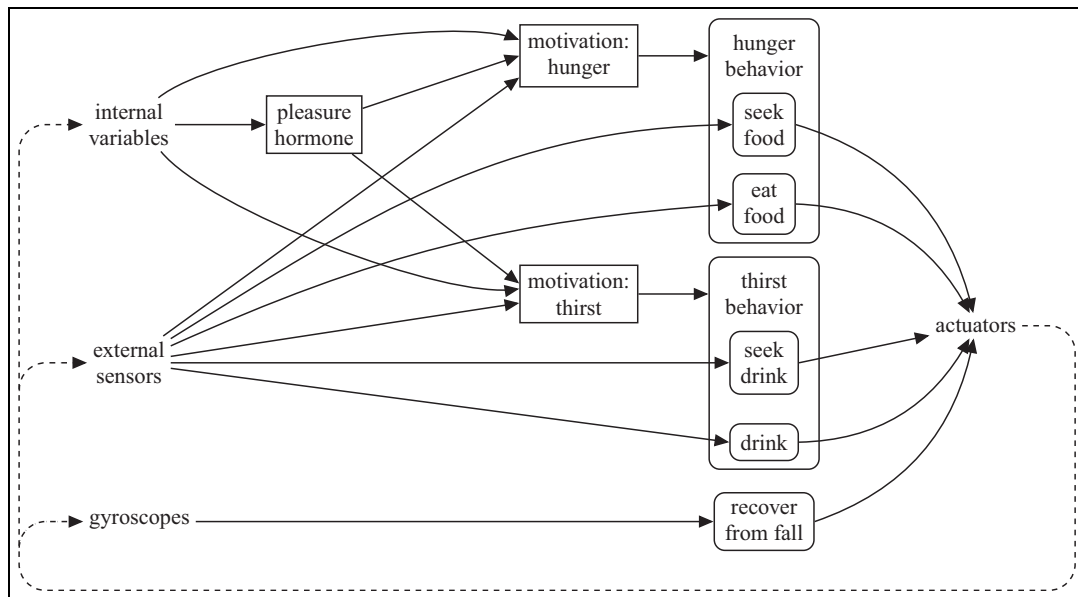 motivation:
hunger
hunger
behavior
internal
variables
pleasure
hormone
seek
food
eat
food
motivation:
thirst
thirst
behavior
actuators
external
sensors
seek
drink
drink
gyroscopes
recover
from fall